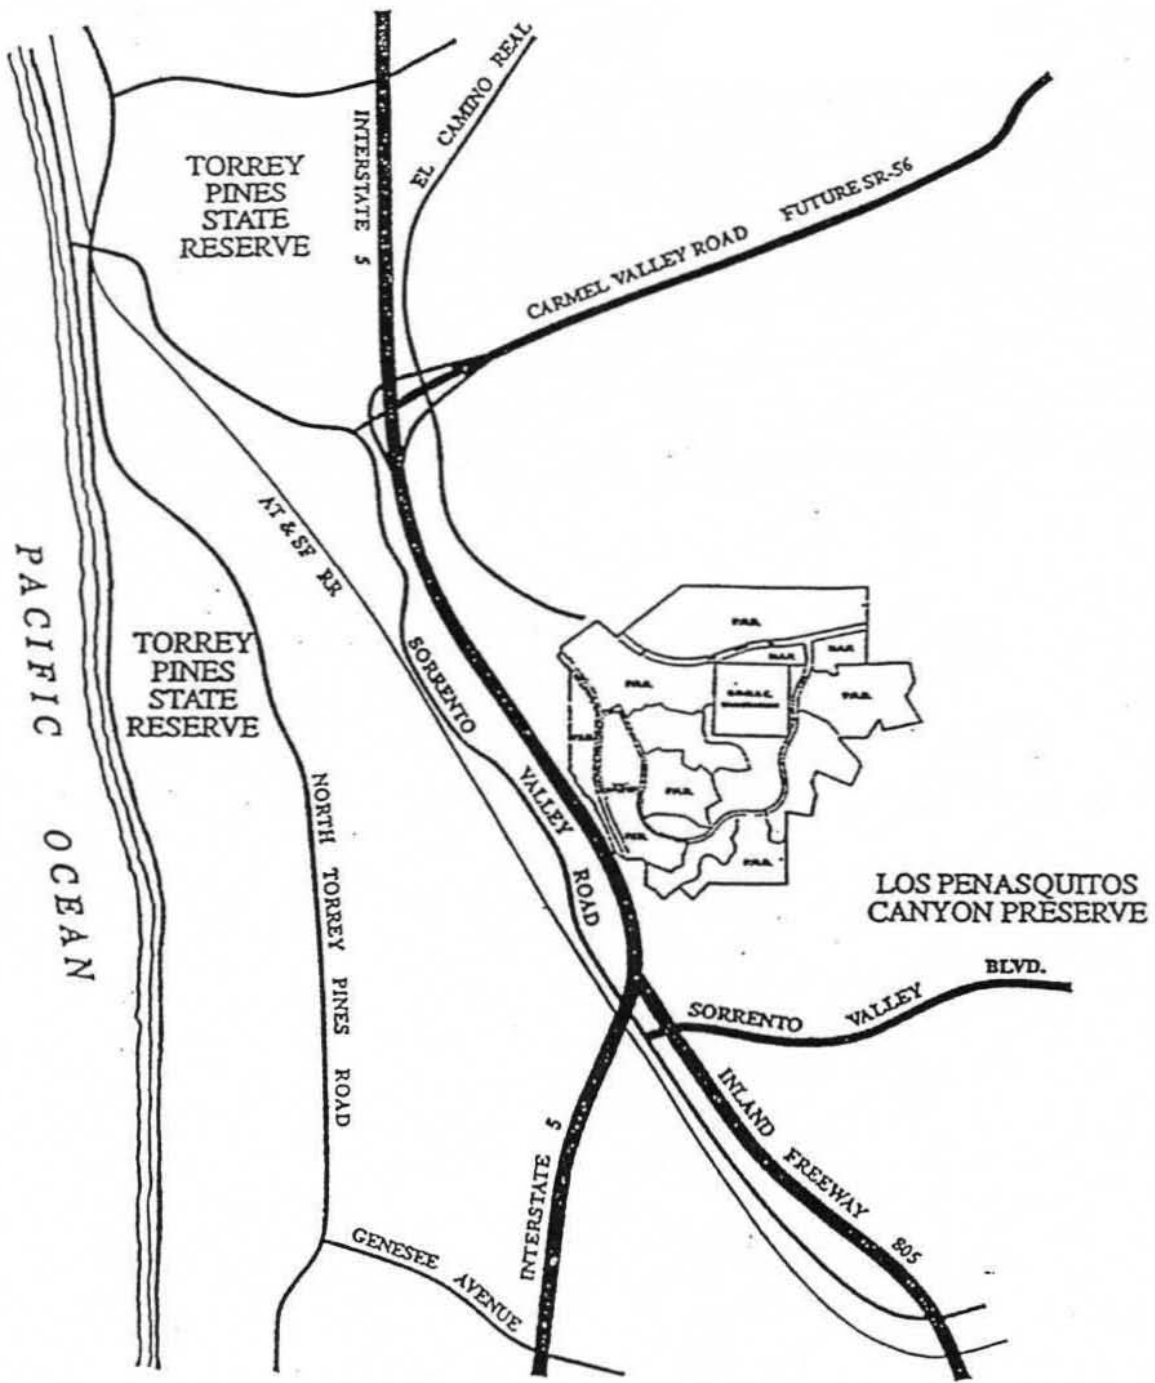 INTERSTATE 5
EL CAMINO REAL
TORREY
PINES
STATE
RESERVE
CARMEL VALLEY ROAD
FUTURE SR-56
AT & SF RR
PACIFIC OCEAN
TORREY
PINES
STATE
RESERVE
SORRENTO VALLEY ROAD
NORTH TORREY PINES ROAD
LOS PENASQUITOS
CANYON PRESERVE
SORRENTO VALLEY BLVD.
INLAND FREEWAY 805
INTERSTATE 5
GENESEE AVENUE